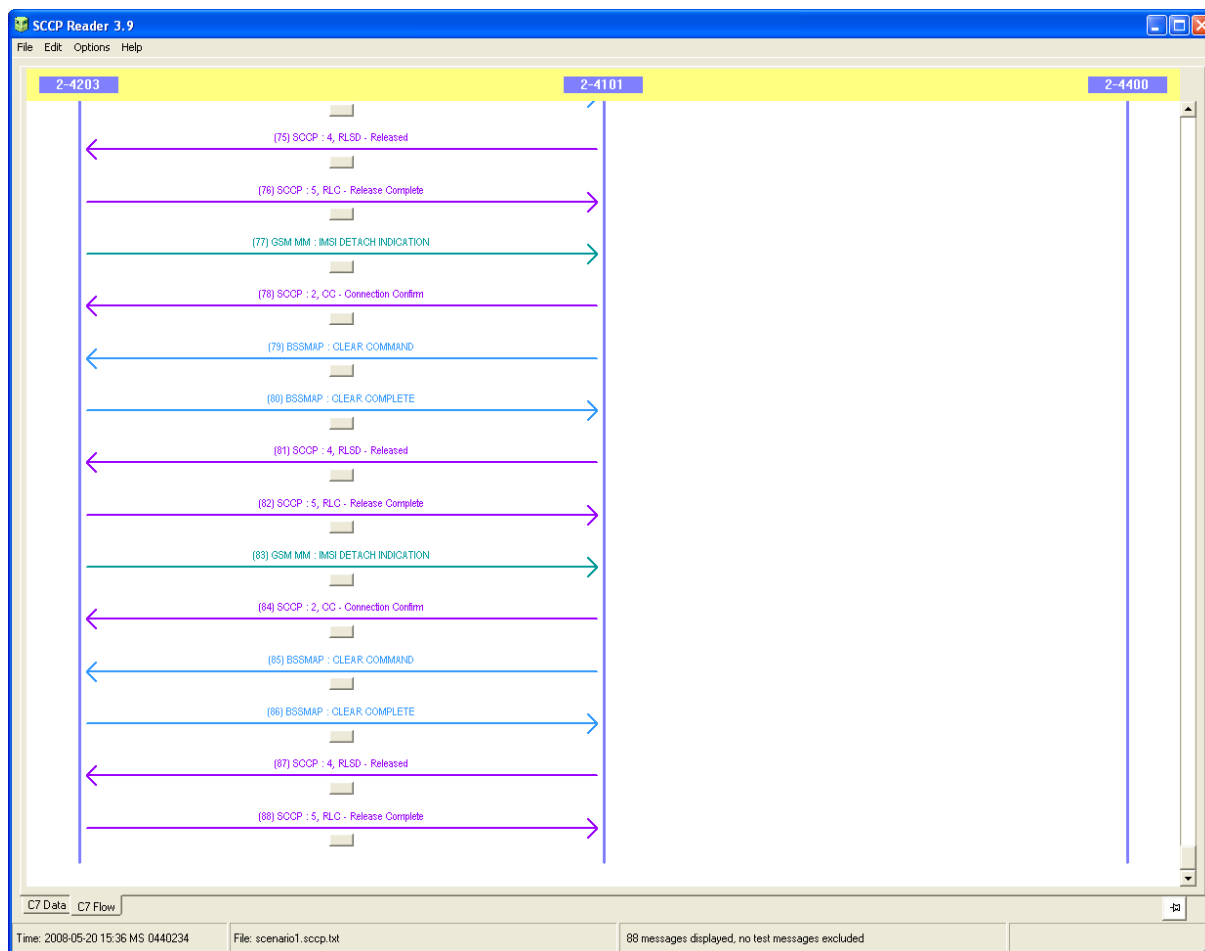 SCCP Reader 3.9
File Edit Options Help
2-4203 2-4101 2-4400
(75) SCCP : 4, RLSD - Released
(76) SCCP : 5, RLC - Release Complete
(77) GSM MM : IMSI DETACH INDICATION
(78) SCCP : 2, CC - Connection Confirm
(79) BSSMAP : CLEAR COMMAND
(80) BSSMAP : CLEAR COMPLETE
(81) SCCP : 4, RLSD - Released
(82) SCCP : 5, RLC - Release Complete
(83) GSM MM : IMSI DETACH INDICATION
(84) SCCP : 2, CC - Connection Confirm
(85) BSSMAP : CLEAR COMMAND
(86) BSSMAP : CLEAR COMPLETE
(87) SCCP : 4, RLSD - Released
(88) SCCP : 5, RLC - Release Complete
C7 Data C7 Flow
Time: 2008-05-20 15:36 MS 0440234 File: scenario1.sccp.txt 88 messages displayed, no test messages excluded